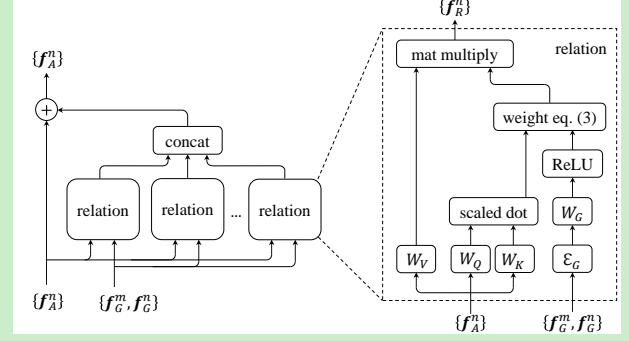 {f_R^n}
mat multiply
relation
{f_A^n}
+
weight eq. (3)
concat
ReLU
relation
relation
...
relation
scaled dot
W_G
W_V
W_Q
W_K
Ɛ_G
{f_A^n}
{f_G^m, f_G^n}
{f_A^n}
{f_G^m, f_G^n}